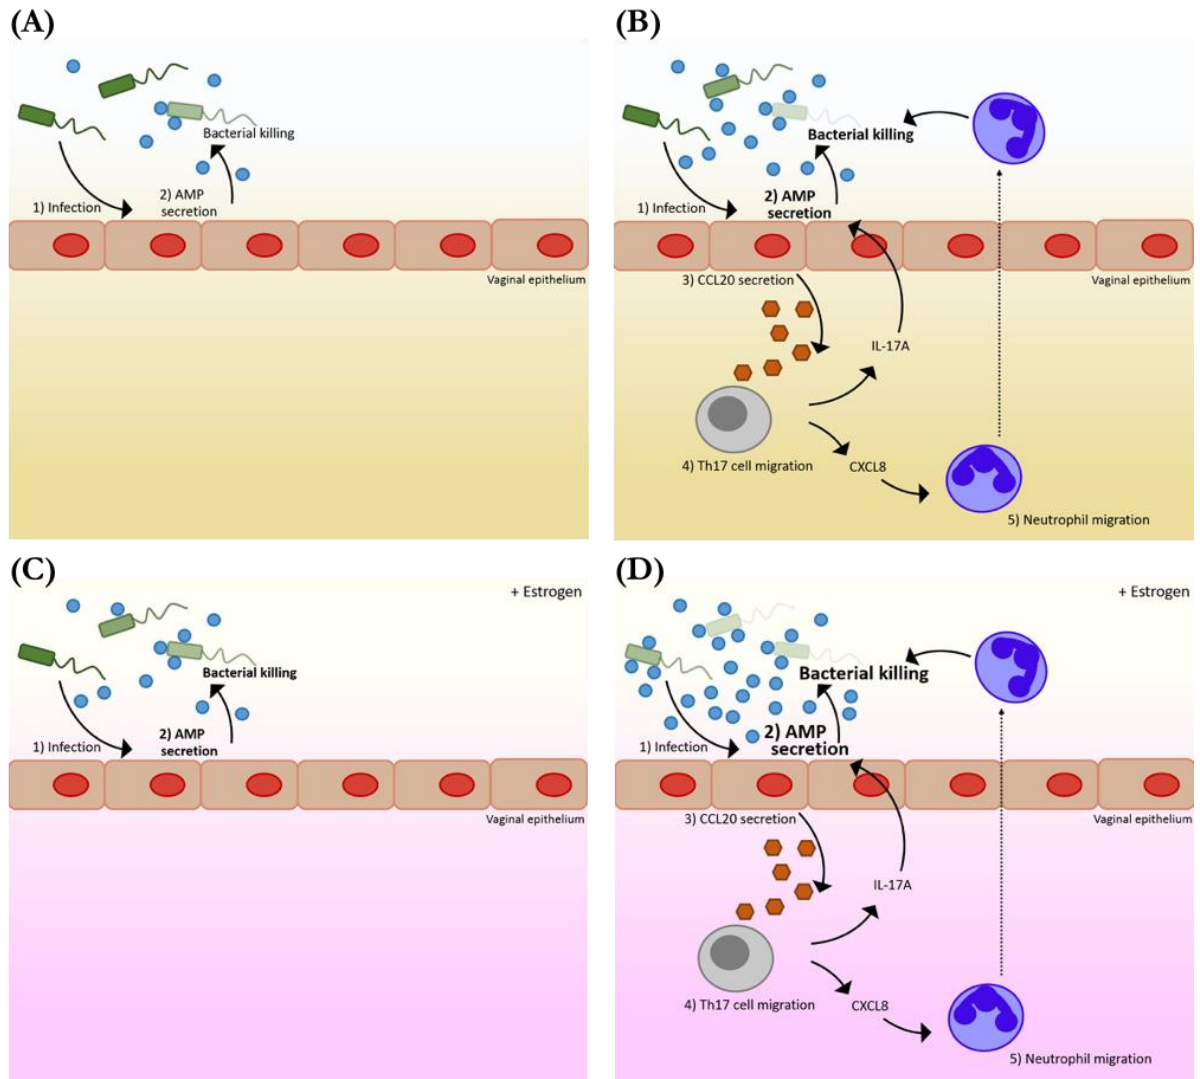 (A)
Bacterial killing
1) Infection
2) AMP
secretion
Vaginal epithelium
(B)
Bacterial killing
1) Infection
2) AMP
secretion
Vaginal epithelium
3) CCL20 secretion
IL-17A
4) Th17 cell migration
CXCL8
5) Neutrophil migration
(C)
+ Estrogen
Bacterial killing
1) Infection
2) AMP
secretion
Vaginal epithelium
(D)
+ Estrogen
Bacterial killing
1) Infection
2) AMP
secretion
Vaginal epithelium
3) CCL20 secretion
IL-17A
4) Th17 cell migration
CXCL8
5) Neutrophil migration